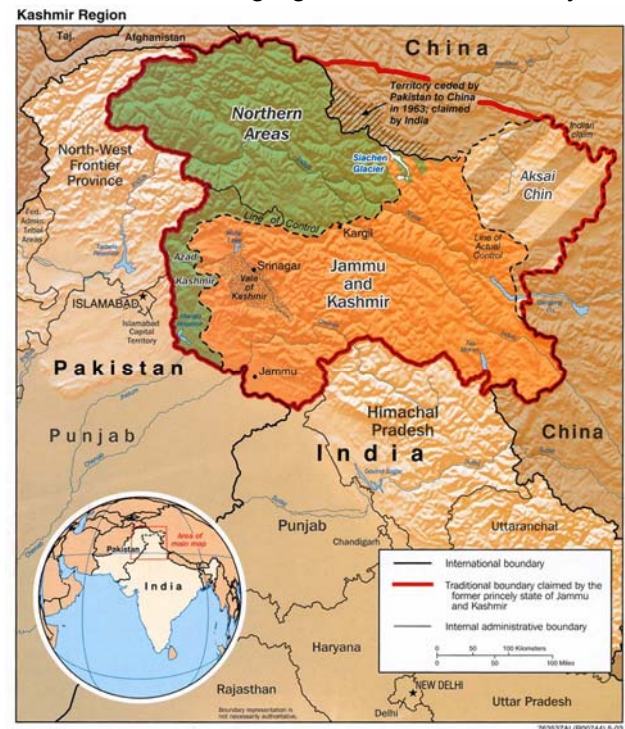 Kashmir Region
Taj.
Afghanistan
China
Territory ceded by
Pakistan to China
in 1963; claimed
by India
Indian
claim
Northern
Areas
North-West
Frontier
Province
Siachen
Glacier
Aksai
Chin
Fed.
Admin.
Tribal
Areas
Line of Control
Kargil
Line of
Actual
Control
Azad
Kashmir
Srinagar
Vale
of
Kashmir
Jammu
and
Kashmir
ISLAMABAD
Islamabad
Capital
Territory
Pakistan
Jammu
Himachal
Pradesh
China
Punjab
India
Punjab
Chandigarh
Uttaranchal
Pakistan
Area of
main map
India
International boundary
Traditional boundary claimed by the
former princely state of Jammu
and Kashmir
Internal administrative boundary
0 50 100 Kilometers
0 50 100 Miles
Haryana
Rajasthan
NEW DELHI
Delhi
Uttar Pradesh
Boundary representation is
not necessarily authoritative.